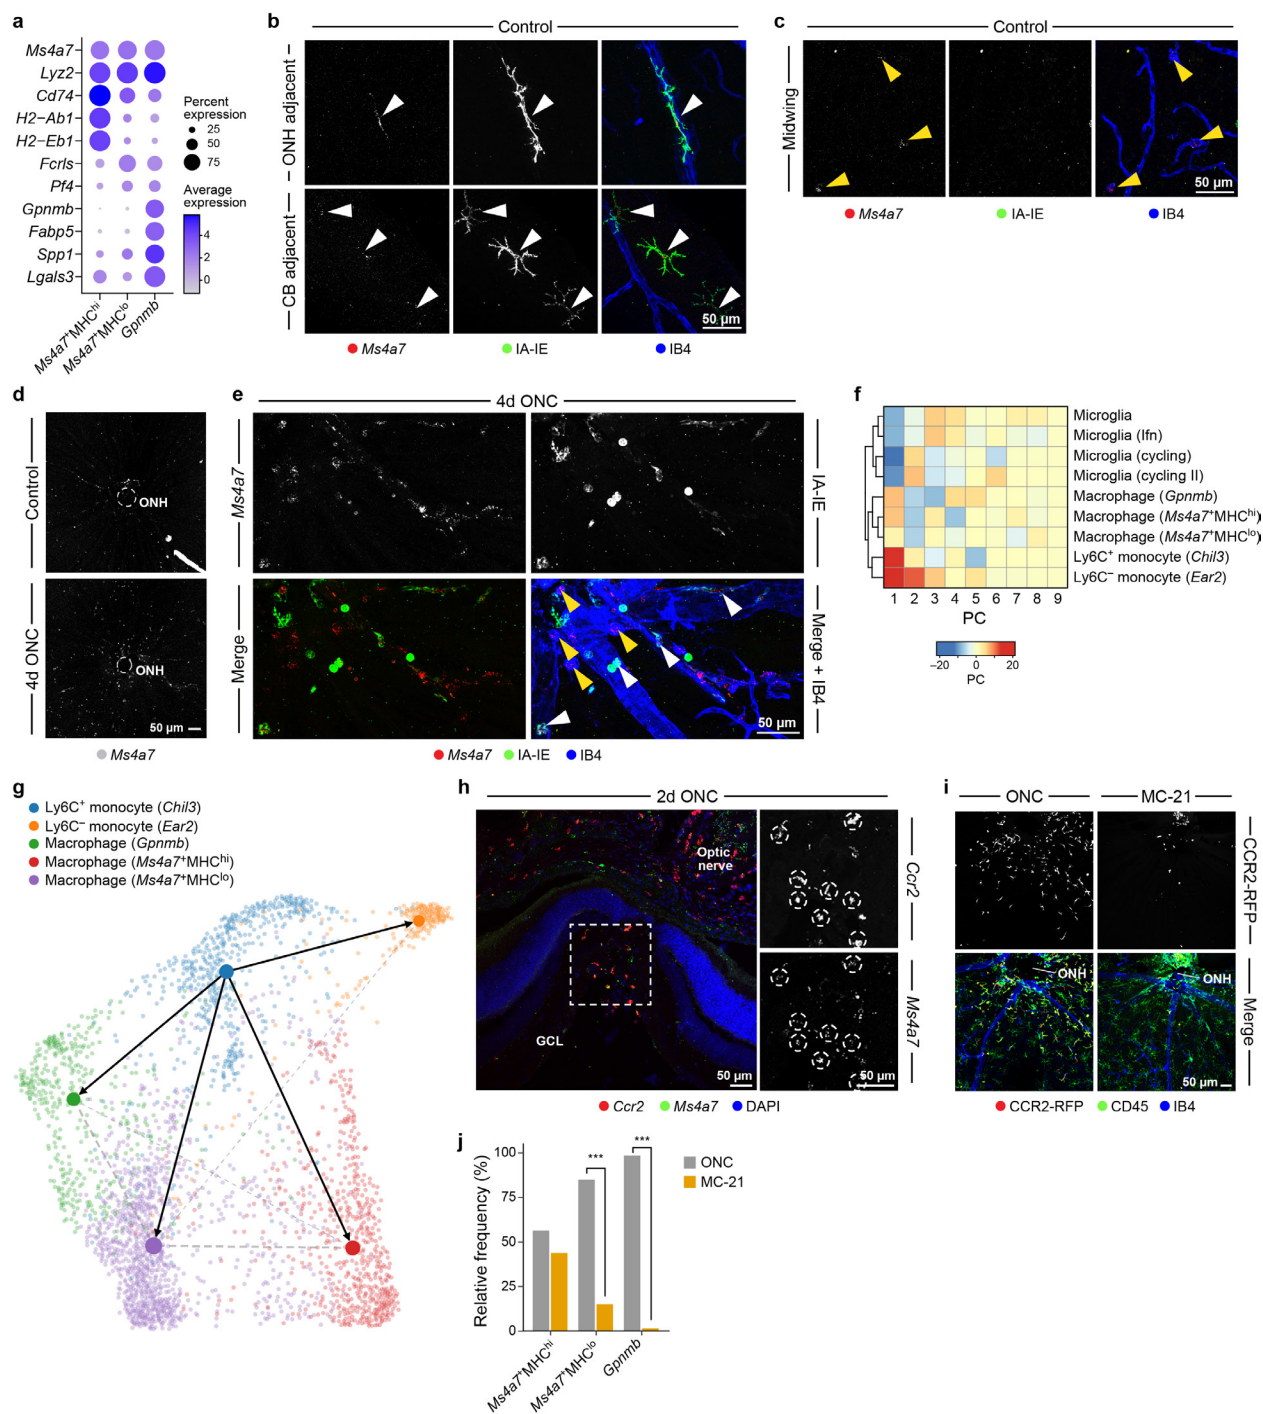 a
Ms4a7
Lyz2
Cd74
H2−Ab1
H2−Eb1
Fcrls
Pf4
Gpnmb
Fabp5
Spp1
Lgals3
Ms4a7⁺MHCʰⁱ
Ms4a7⁺MHCˡᵒ
Gpnmb
Percent
expression
25
50
75
Average
expression
4
2
0
b
Control
ONH adjacent
CB adjacent
50 µm
Ms4a7
IA-IE
IB4
c
Control
Midwing
50 µm
Ms4a7
IA-IE
IB4
d
Control
ONH
4d ONC
ONH
50 µm
Ms4a7
e
4d ONC
Ms4a7
IA-IE
Merge
Merge + IB4
50 µm
Ms4a7
IA-IE
IB4
f
Microglia
Microglia (Ifn)
Microglia (cycling)
Microglia (cycling II)
Macrophage (Gpnmb)
Macrophage (Ms4a7⁺MHCʰⁱ)
Macrophage (Ms4a7⁺MHCˡᵒ)
Ly6C⁺ monocyte (Chil3)
Ly6C⁻ monocyte (Ear2)
1 2 3 4 5 6 7 8 9
PC
−20 0 20
PC
g
Ly6C⁺ monocyte (Chil3)
Ly6C⁻ monocyte (Ear2)
Macrophage (Gpnmb)
Macrophage (Ms4a7⁺MHCʰⁱ)
Macrophage (Ms4a7⁺MHCˡᵒ)
h
2d ONC
Optic
nerve
GCL
50 µm
Ccr2
Ms4a7
50 µm
Ccr2
Ms4a7
DAPI
i
ONC
MC-21
CCR2-RFP
ONH
ONH
Merge
50 µm
CCR2-RFP
CD45
IB4
j
Relative frequency (%)
100
75
50
25
0
***
***
ONC
MC-21
Ms4a7⁺MHCʰⁱ
Ms4a7⁺MHCˡᵒ
Gpnmb